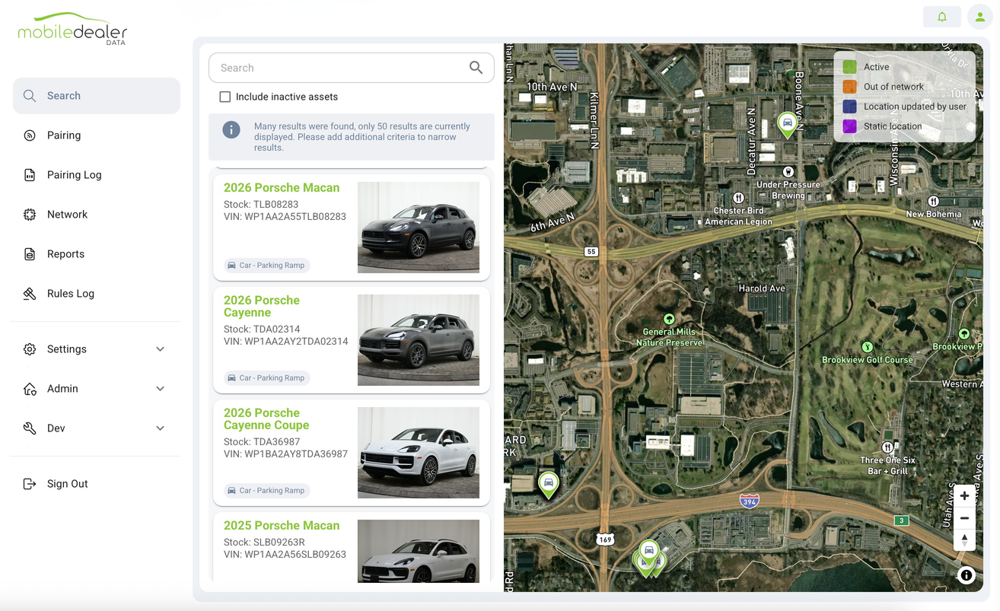 mobiledealer
DATA
Search
Pairing
Pairing Log
Network
Reports
Rules Log
Settings
Admin
Dev
Sign Out
Search
Include inactive assets
Many results were found, only 50 results are currently
displayed. Please add additional criteria to narrow
results.
2026 Porsche Macan
Stock: TLB08283
VIN: WP1AA2A55TLB08283
Car - Parking Ramp
2026 Porsche
Cayenne
Stock: TDA02314
VIN: WP1AA2AY2TDA02314
Car - Parking Ramp
2026 Porsche
Cayenne Coupe
Stock: TDA36987
VIN: WP1BA2AY8TDA36987
Car - Parking Ramp
2025 Porsche Macan
Stock: SLB09263R
VIN: WP1AA2A56SLB09263
Active
Out of network
Location updated by user
Static location
10th Ave N
Kilmer Ln N
Boone Ave N
Decatur Ave N
10th Av
Under Pressure
Brewing
Chester Bird
American Legion
New Bohemia
6th Ave N
55
Harold Ave
General Mills
Nature Preserve
Brookview Golf Course
Brookview P
Western A
ARD
RK
Three One Six
Bar + Grill
Utah Ave S
394
3
169
d Rd